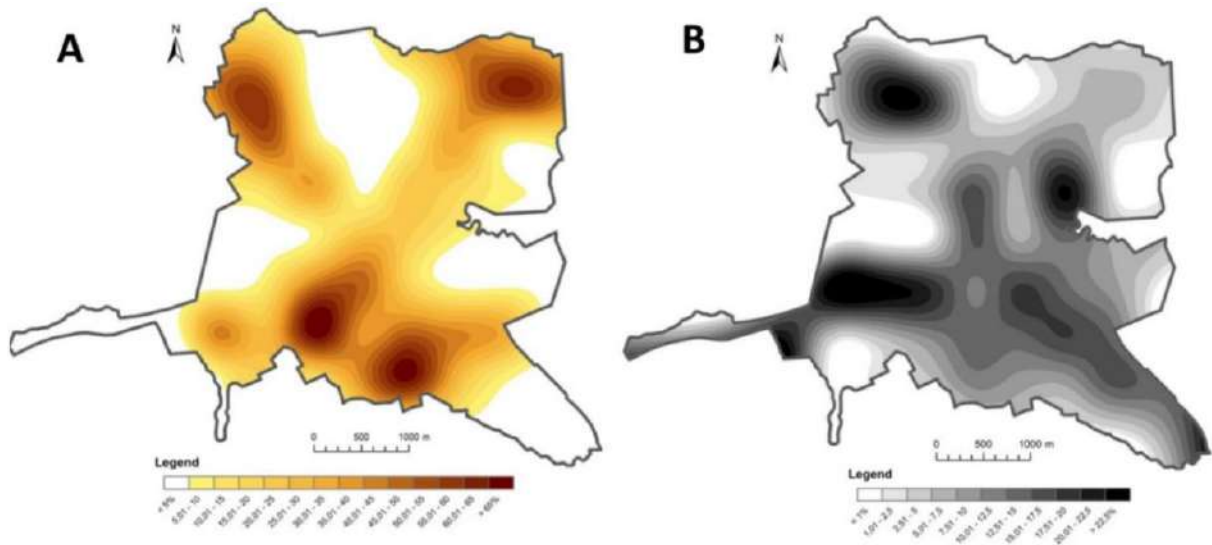 A
N
0 500 1000 m
Legend
< 5% 5,01 - 10 10,01 - 15 15,01 - 20 20,01 - 25 25,01 - 30 30,01 - 35 35,01 - 40 40,01 - 45 45,01 - 50 50,01 - 55 55,01 - 60 60,01 - 65 > 65%
B
N
0 500 1000 m
Legend
< 1% 1,01 - 2,5 2,51 - 5 5,01 - 7,5 7,51 - 10 10,01 - 12,5 12,51 - 15 15,01 - 17,5 17,51 - 20 20,01 - 22,5 > 22,5%